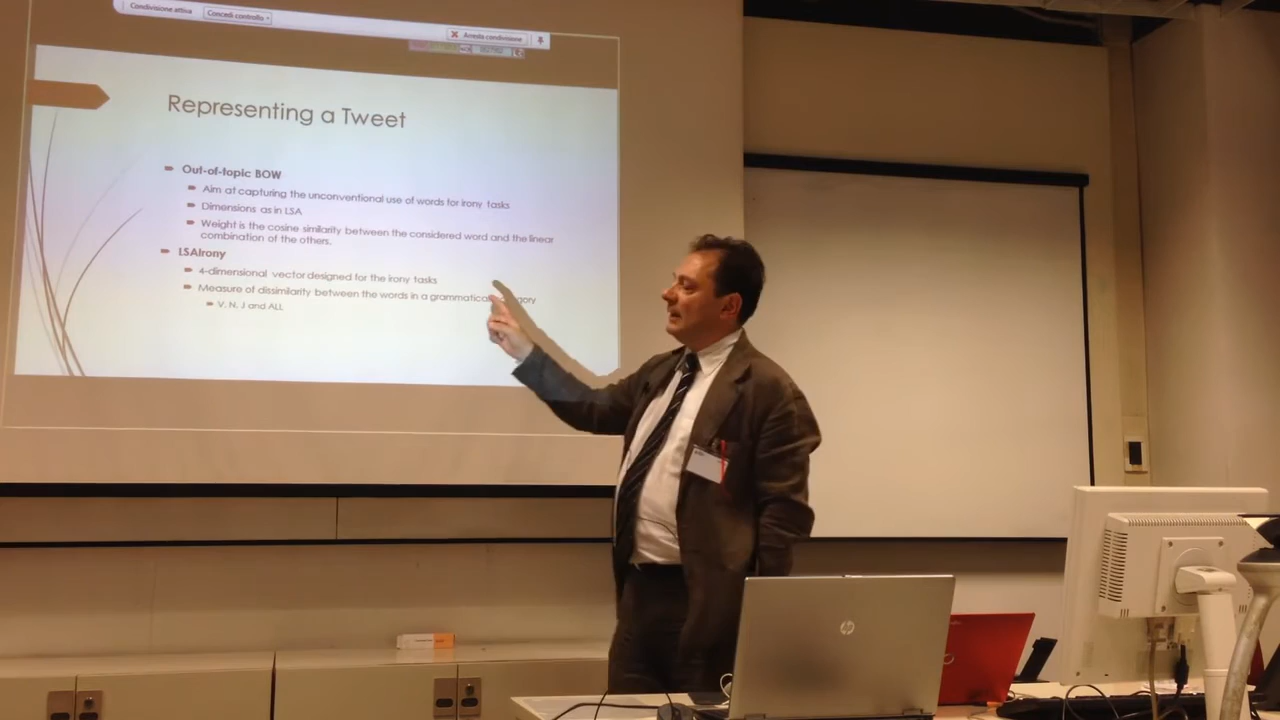 Condivisione attiva
Concedi controllo
Arresta condivisione
Representing a Tweet
Out-of-topic BOW
Aim at capturing the unconventional use of words for irony tasks
Dimensions as in LSA
Weight is the cosine similarity between the considered word and the linear
combination of the others.
LSAIrony
4-dimensional vector designed for the irony tasks
Measure of dissimilarity between the words in a grammatical
V, N, J and ALL
hp